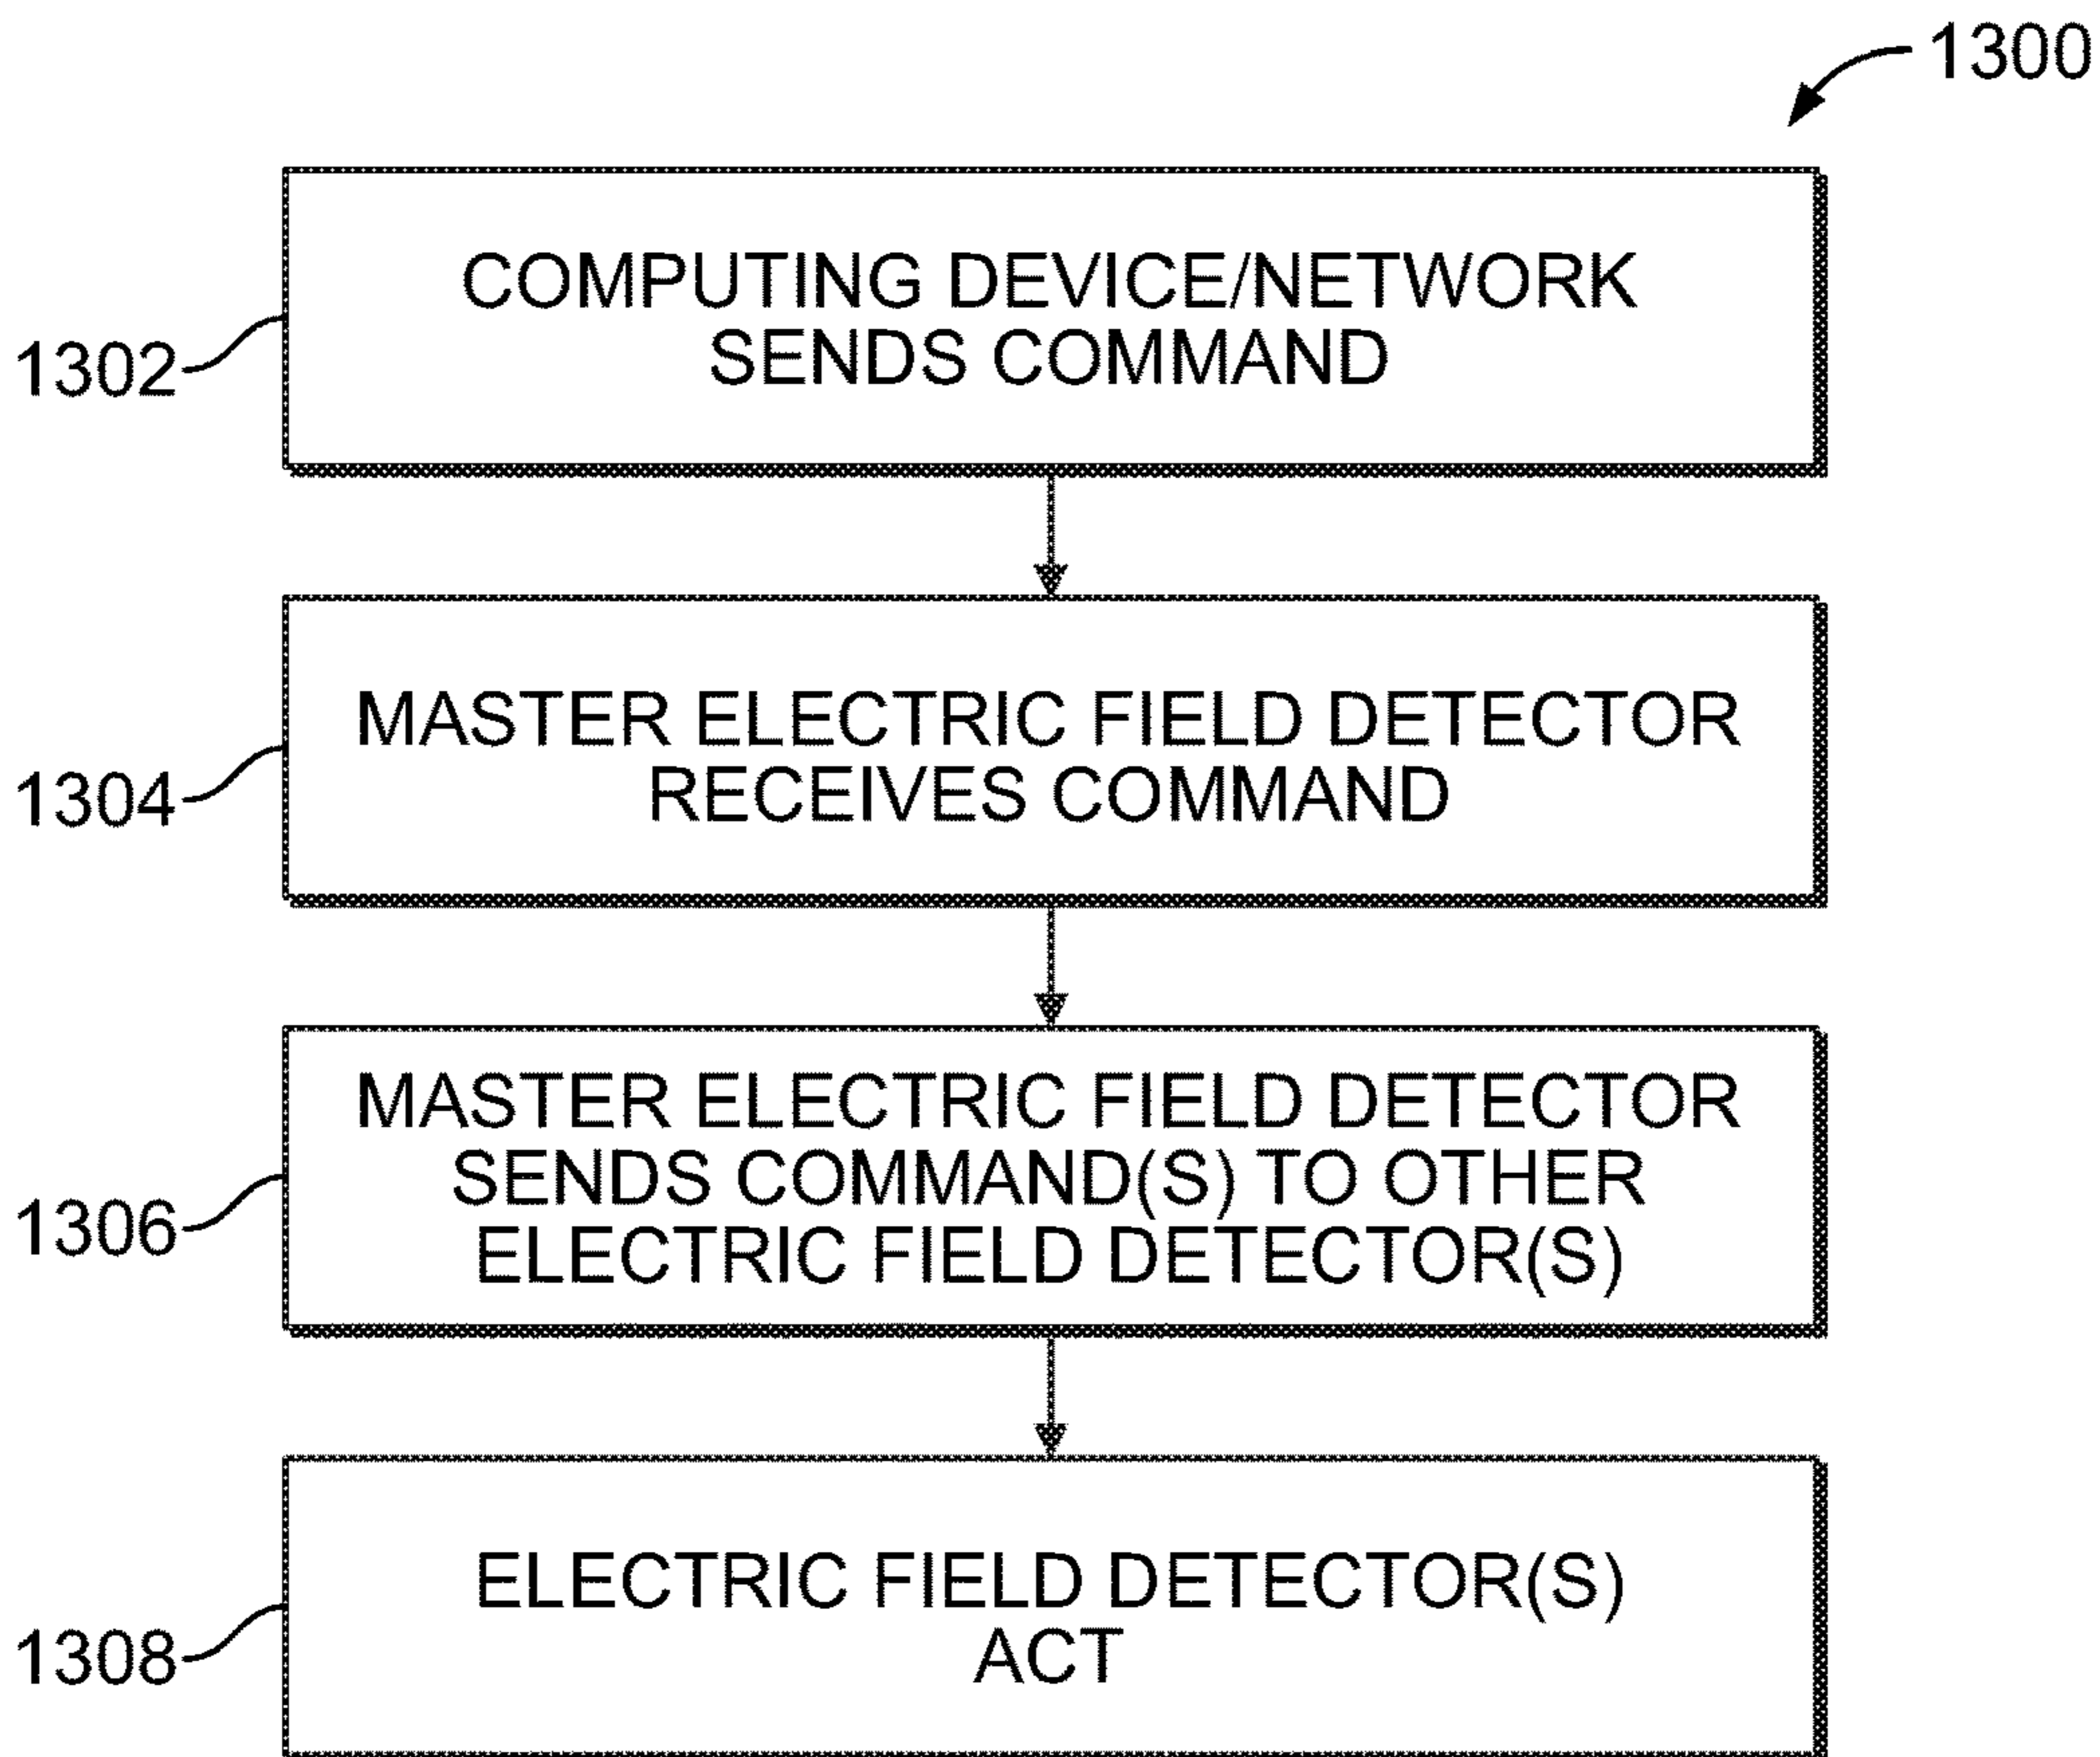 1300
COMPUTING DEVICE/NETWORK
SENDS COMMAND
1302
MASTER ELECTRIC FIELD DETECTOR
RECEIVES COMMAND
1304
MASTER ELECTRIC FIELD DETECTOR
SENDS COMMAND(S) TO OTHER
ELECTRIC FIELD DETECTOR(S)
1306
ELECTRIC FIELD DETECTOR(S)
ACT
1308